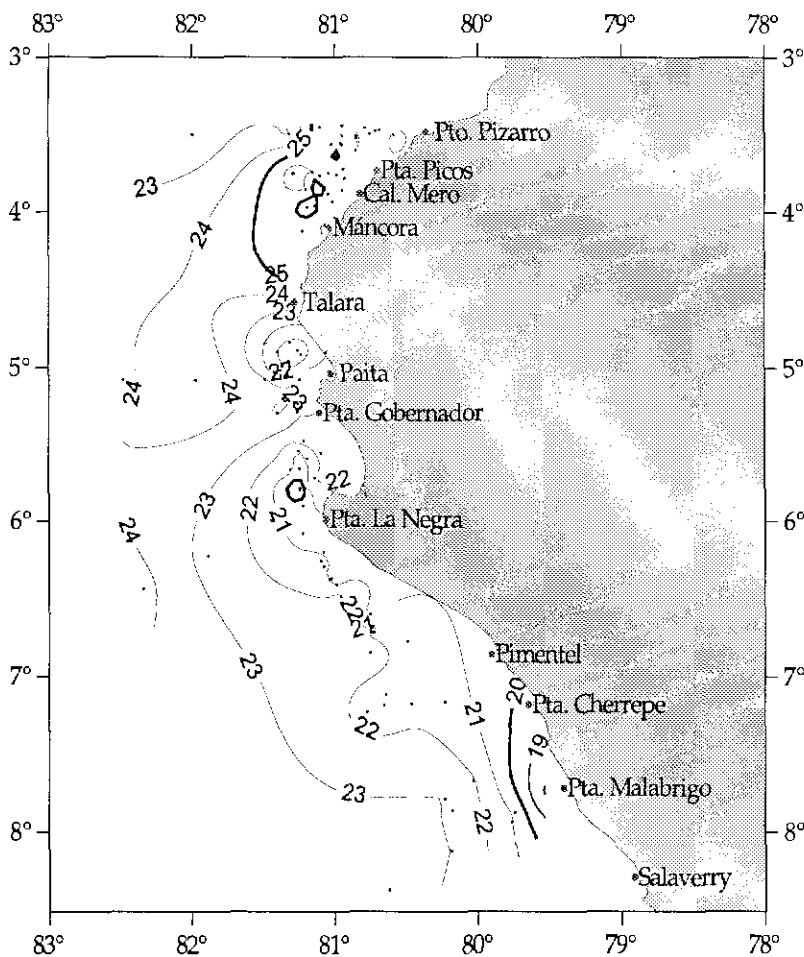 83° 82° 81° 80° 79° 78°
3° 3°
25
Pto. Pizarro
23
Pta. Picos
Cal. Mero
4° 4°
24
Máncora
25
24
Talara
23
22
5° 5°
Paita
24
24
23
Pta. Gobernador
22
23
22
21
6° 6°
Pta. La Negra
24
22
21
Pimentel
23
7° 7°
20
Pta. Cherrepe
21
22
19
23
Pta. Malabrigo
22
8° 8°
Salaverry
83° 82° 81° 80° 79° 78°